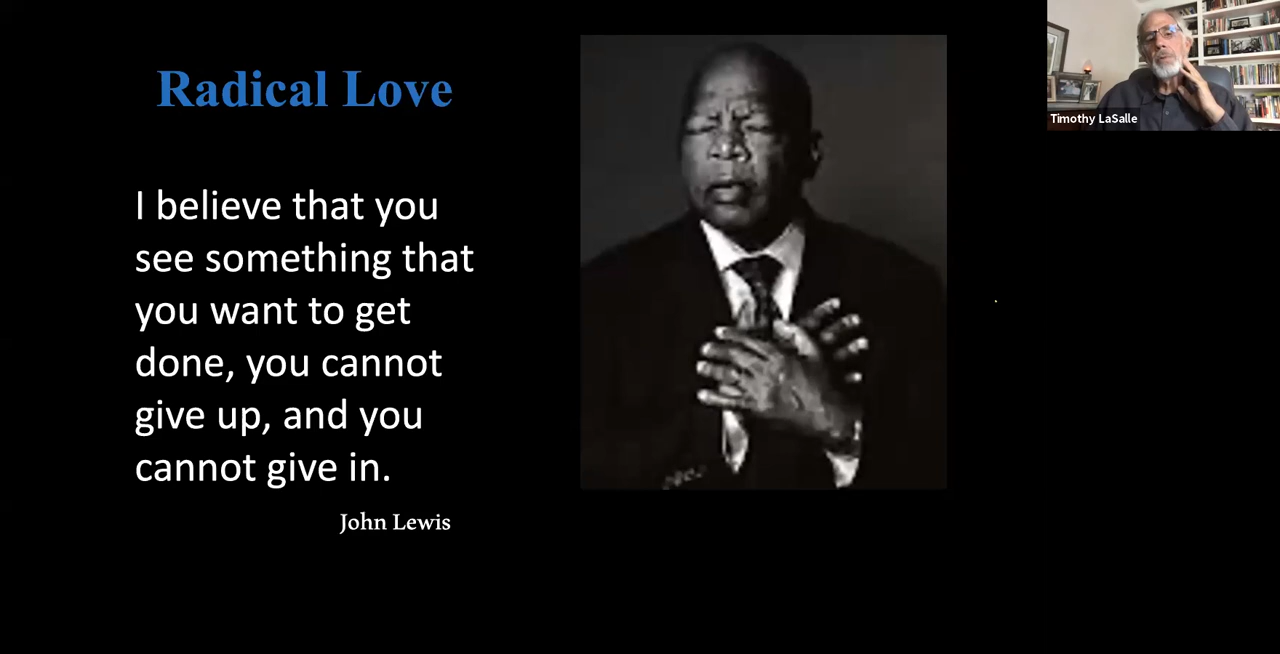 Radical Love
I believe that you
see something that
you want to get
done, you cannot
give up, and you
cannot give in.
John Lewis
Timothy LaSalle